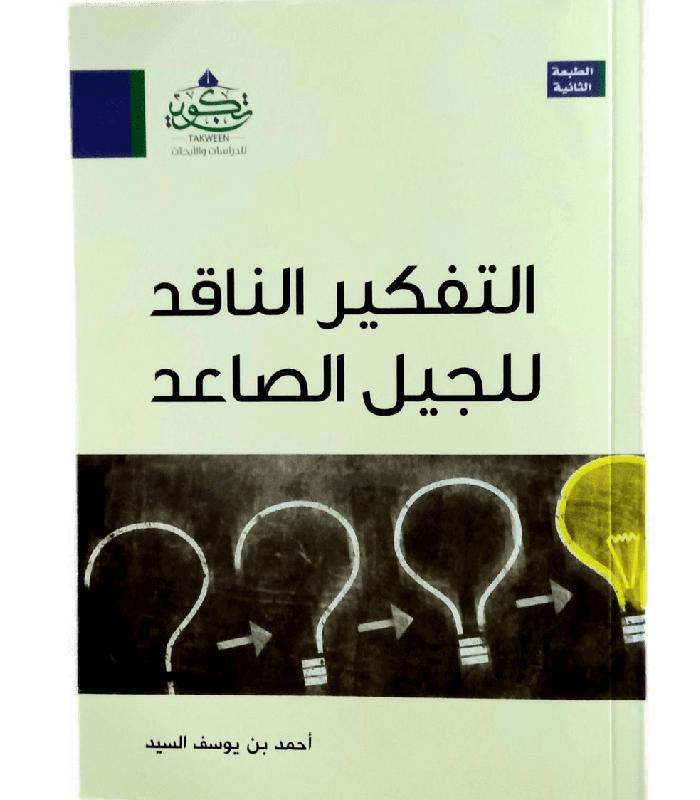 الطبعة
الثانية
تكوين
TAKWEEN
للدراسات والأبحاث
التفكير الناقد
للجيل الصاعد
أحمد بن يوسف السيد